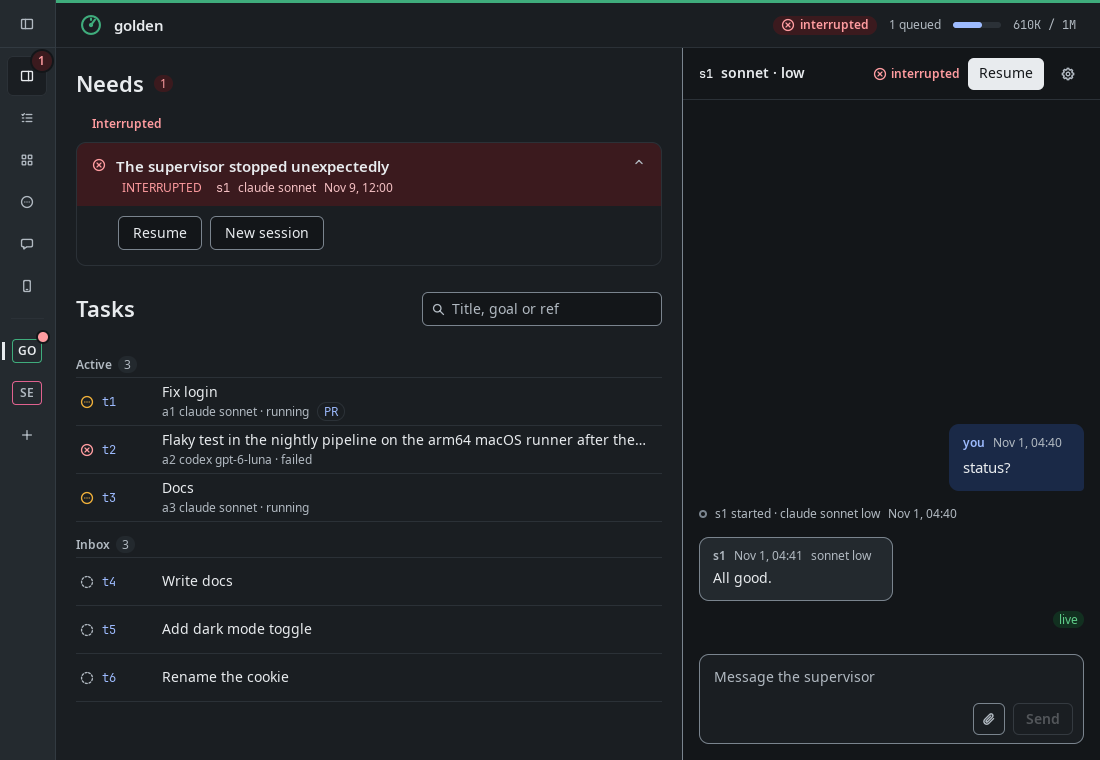 golden
interrupted
1 queued
610K / 1M
1
GO
SE
Needs 1
Interrupted
The supervisor stopped unexpectedly
INTERRUPTED s1 claude sonnet Nov 9, 12:00
Resume
New session
Tasks
Title, goal or ref
Active 3
t1
Fix login
a1 claude sonnet · running PR
t2
Flaky test in the nightly pipeline on the arm64 macOS runner after the…
a2 codex gpt-6-luna · failed
t3
Docs
a3 claude sonnet · running
Inbox 3
t4 Write docs
t5 Add dark mode toggle
t6 Rename the cookie
s1 sonnet · low
interrupted
Resume
you Nov 1, 04:40
status?
s1 started · claude sonnet low Nov 1, 04:40
s1 Nov 1, 04:41 sonnet low
All good.
live
Message the supervisor
Send